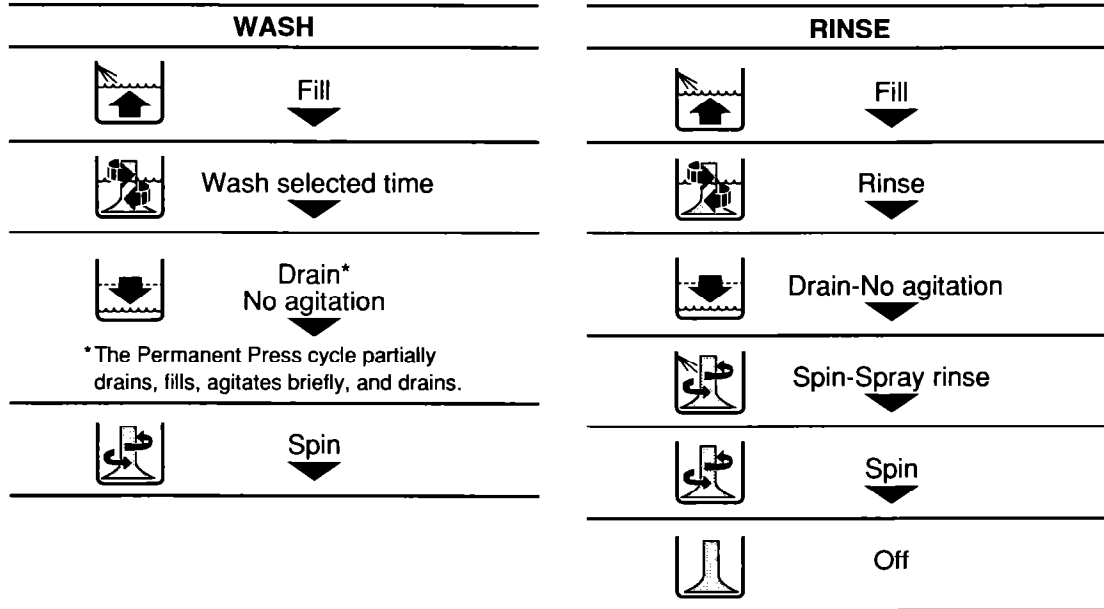 WASH
Fill
Wash selected time
Drain*
No agitation
*The Permanent Press cycle partially
drains, fills, agitates briefly, and drains.
Spin
RINSE
Fill
Rinse
Drain-No agitation
Spin-Spray rinse
Spin
Off